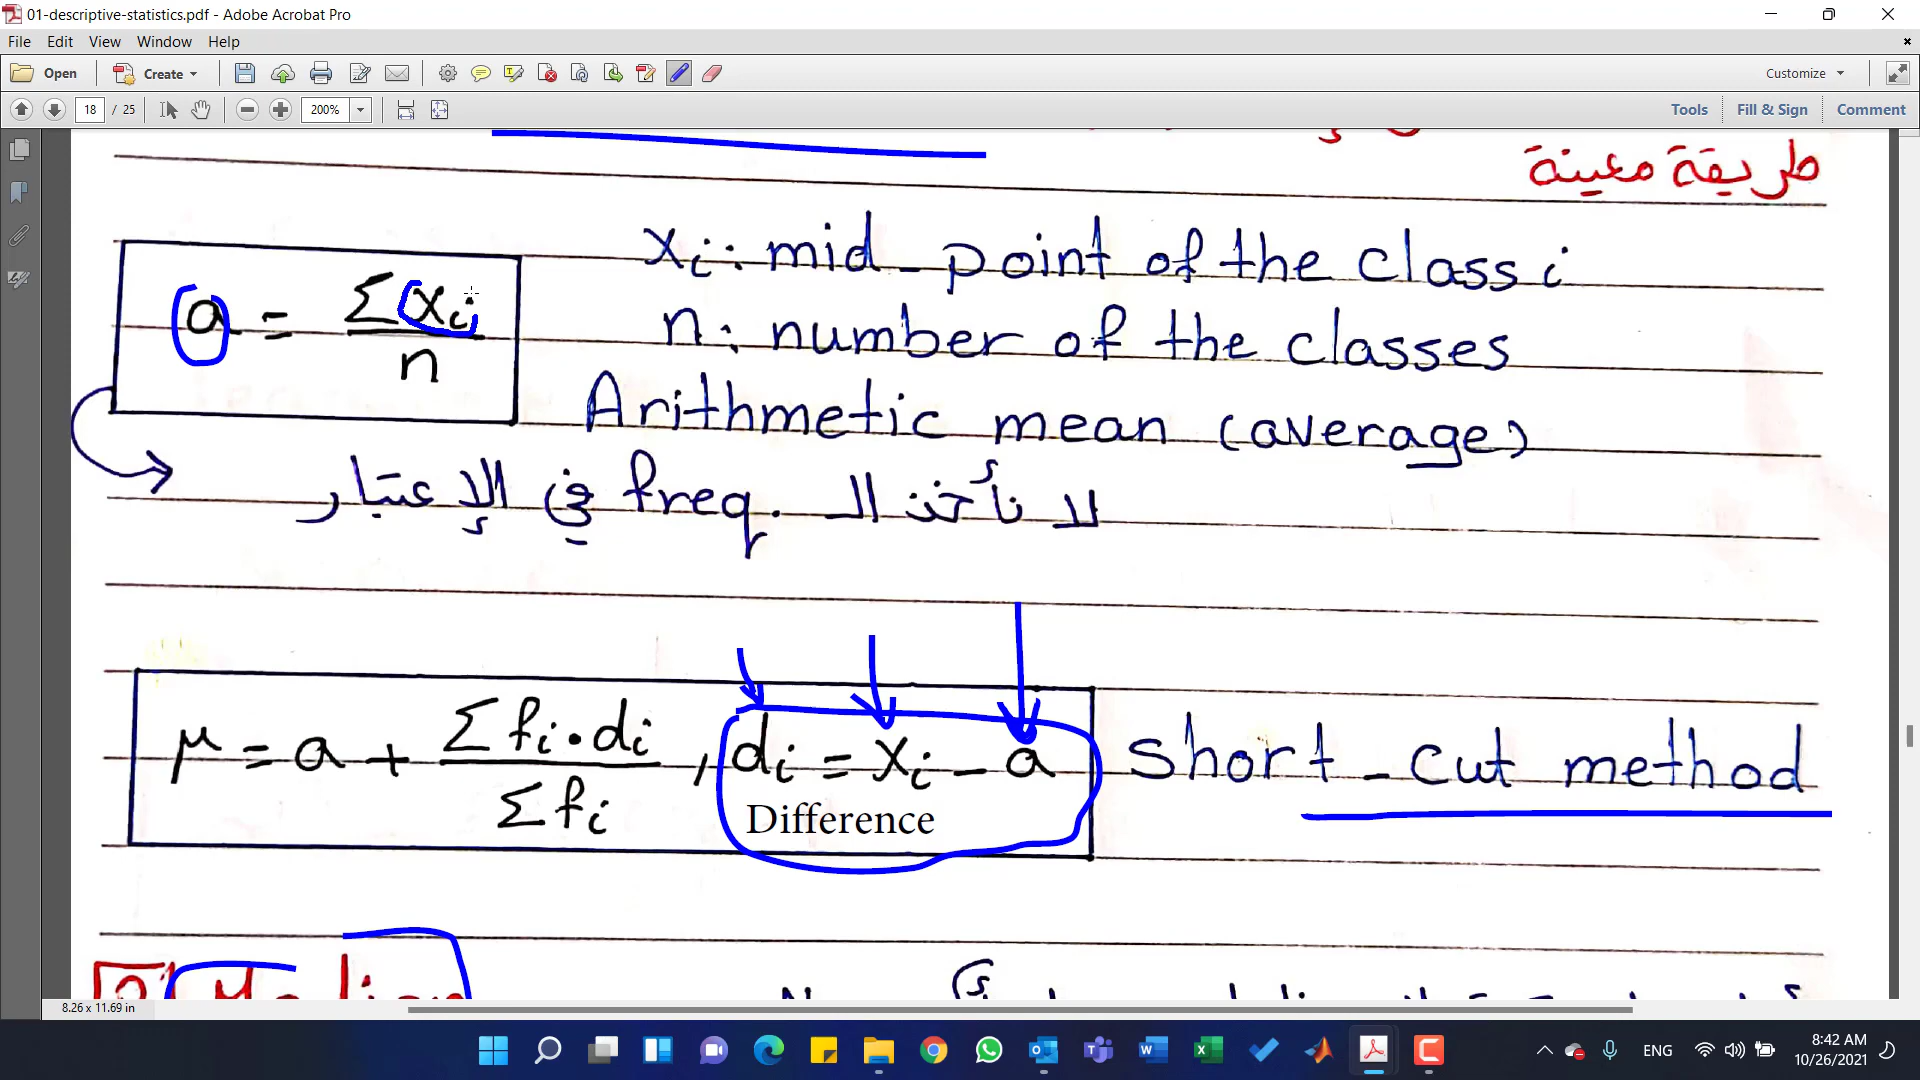 01-descriptive-statistics.pdf - Adobe Acrobat Pro
File Edit View Window Help
Open Create Customize
18 / 25 200% Tools Fill & Sign Comment
طريقة معينة
xi: mid-point of the class i
a = Σxi / n
n: number of the classes
Arithmetic mean (average)
لا نأخذ الـ freq. في الإعتبار
μ = a + Σfi·di / Σfi , di = xi - a
Short-cut method
Difference
Median
8.26 x 11.69 in
ENG
8:42 AM
10/26/2021